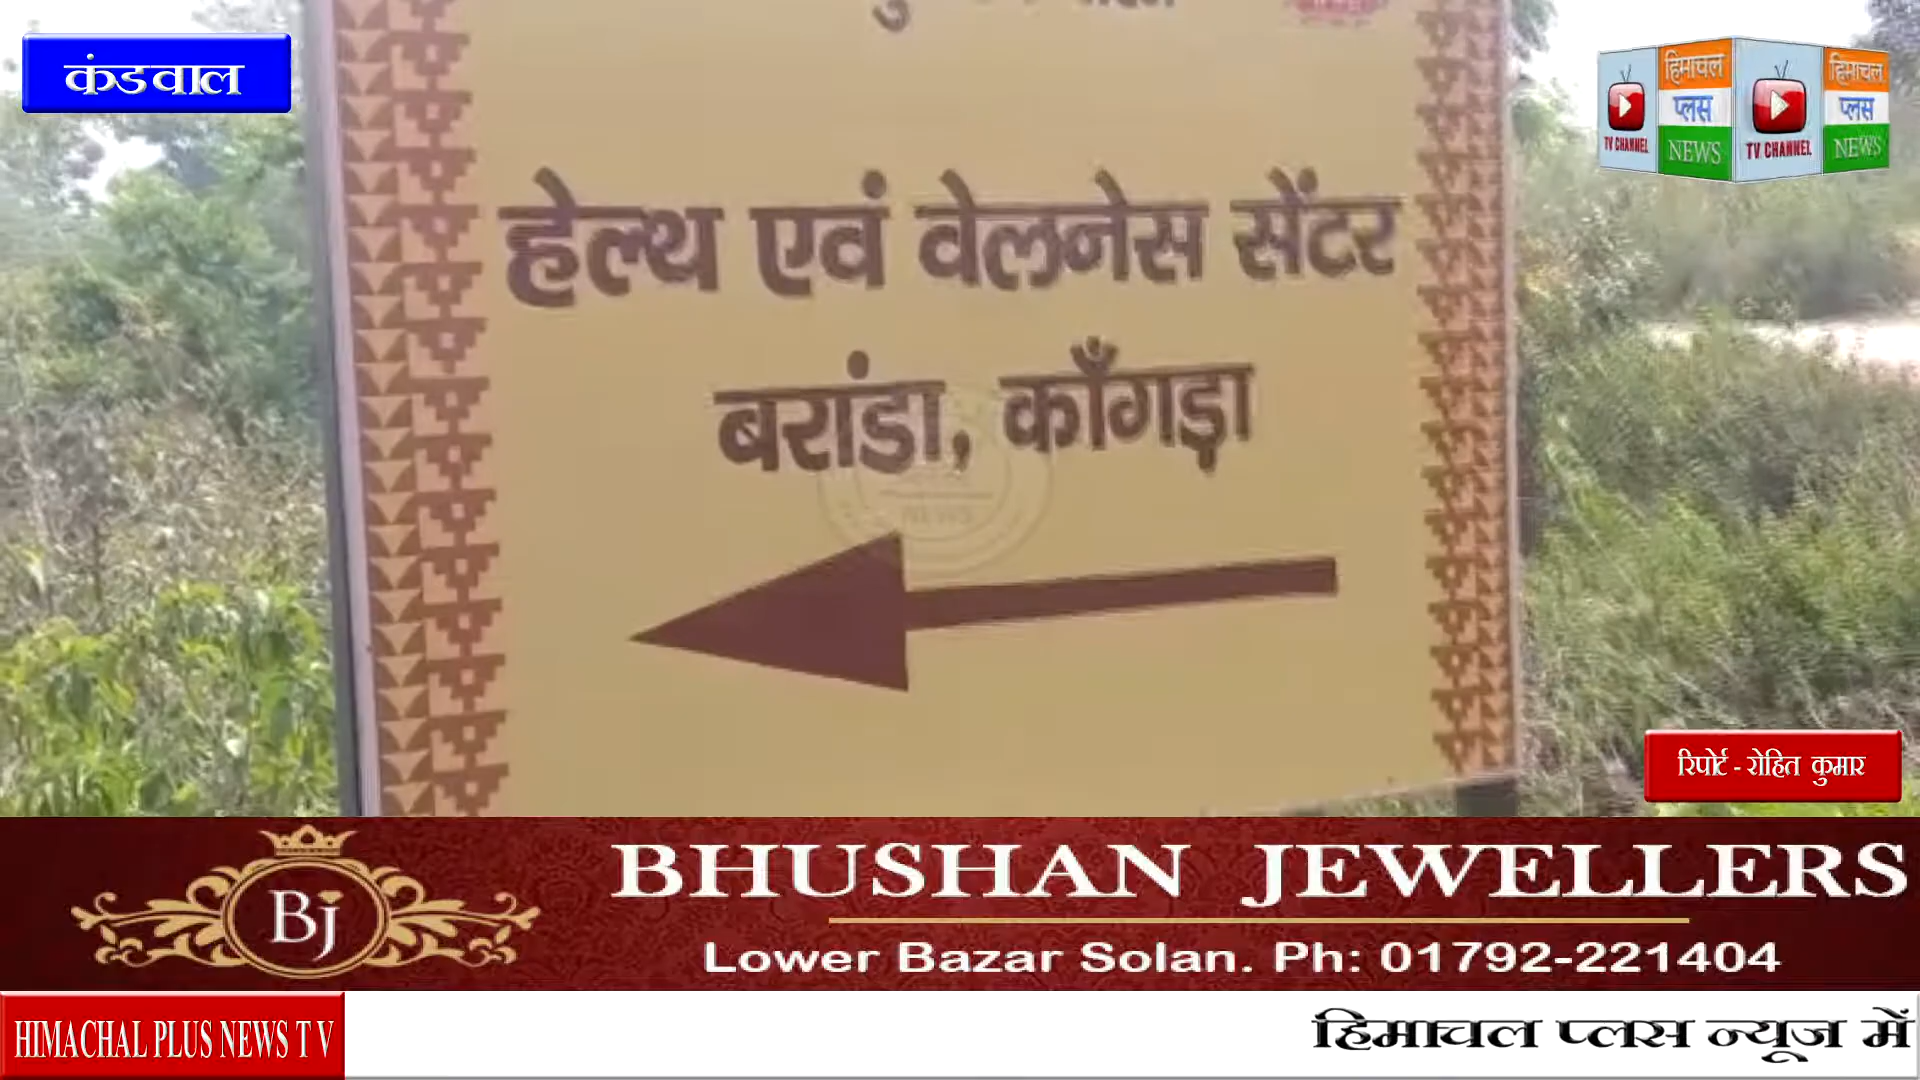 कंडवाल
हिमाचल
प्लस
NEWS
TV CHANNEL
हिमाचल
प्लस
NEWS
TV CHANNEL
हेल्थ एवं वेलनेस सेंटर
बरांडा, काँगड़ा
NEWS
रिपोर्ट - रोहित कुमार
Bj
BHUSHAN JEWELLERS
Lower Bazar Solan. Ph: 01792-221404
HIMACHAL PLUS NEWS T V
हिमाचल प्लस न्यूज में